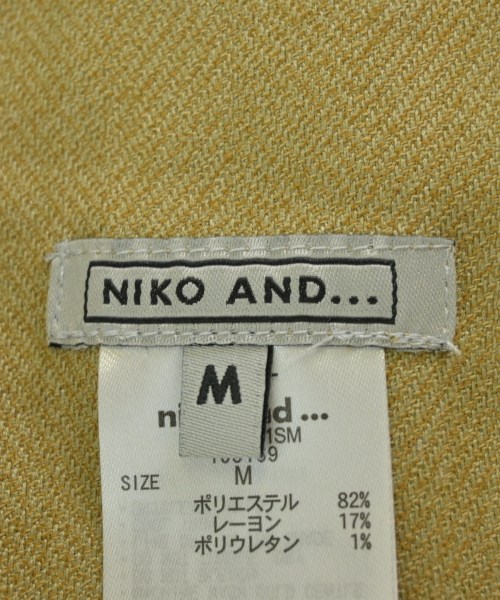 NIKO AND...
M
...
1SM
SIZE M
ポリエステル 82%
レーヨン 17%
ポリウレタン 1%